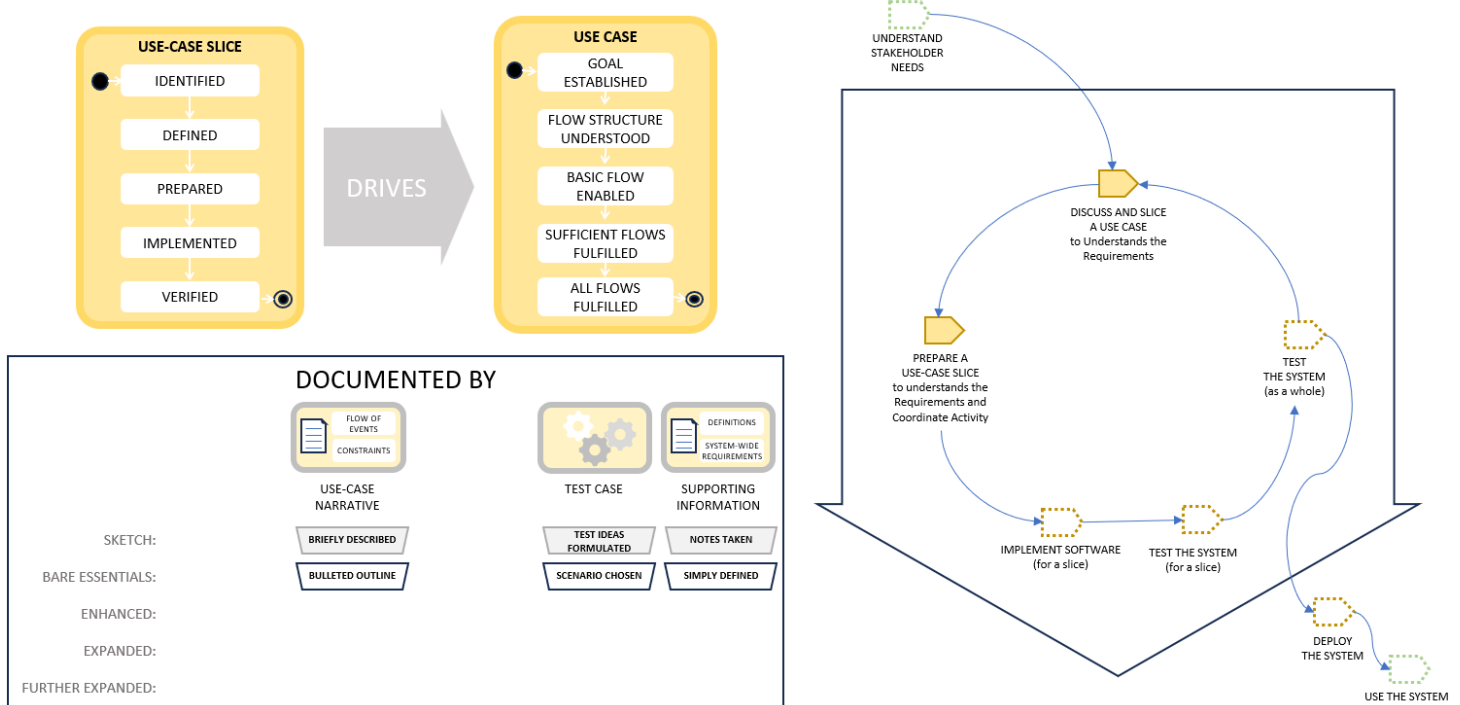 USE-CASE SLICE
IDENTIFIED
DEFINED
PREPARED
IMPLEMENTED
VERIFIED
DRIVES
USE CASE
GOAL
ESTABLISHED
FLOW STRUCTURE
UNDERSTOOD
BASIC FLOW
ENABLED
SUFFICIENT FLOWS
FULFILLED
ALL FLOWS
FULFILLED
DOCUMENTED BY
FLOW OF
EVENTS
CONSTRAINTS
USE-CASE
NARRATIVE
TEST CASE
DEFINITIONS
SYSTEM-WIDE
REQUIREMENTS
SUPPORTING
INFORMATION
SKETCH:
BRIEFLY DESCRIBED
TEST IDEAS
FORMULATED
NOTES TAKEN
BARE ESSENTIALS:
BULLETED OUTLINE
SCENARIO CHOSEN
SIMPLY DEFINED
ENHANCED:
EXPANDED:
FURTHER EXPANDED:
UNDERSTAND
STAKEHOLDER
NEEDS
DISCUSS AND SLICE
A USE CASE
to Understands the
Requirements
PREPARE A
USE-CASE SLICE
to understands the
Requirements and
Coordinate Activity
IMPLEMENT SOFTWARE
(for a slice)
TEST THE SYSTEM
(for a slice)
TEST
THE SYSTEM
(as a whole)
DEPLOY
THE SYSTEM
USE THE SYSTEM